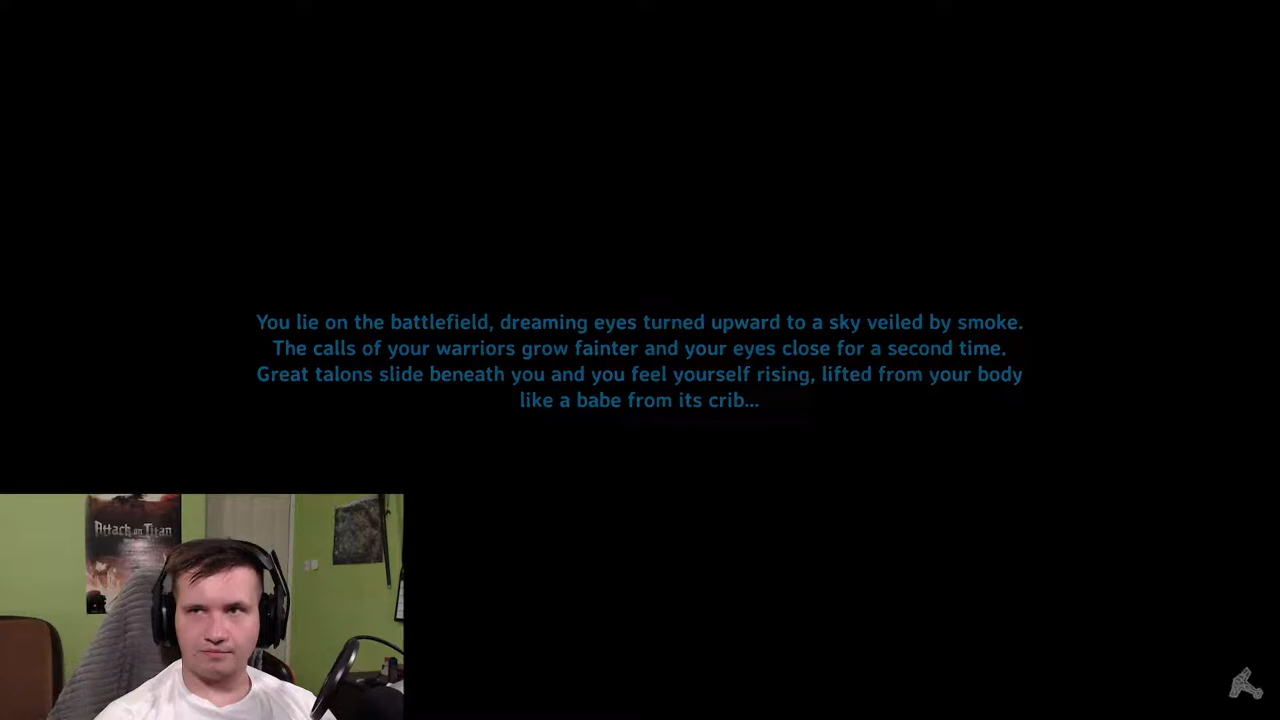 You lie on the battlefield, dreaming eyes turned upward to a sky veiled by smoke.
The calls of your warriors grow fainter and your eyes close for a second time.
Great talons slide beneath you and you feel yourself rising, lifted from your body
like a babe from its crib...
Attack on Titan